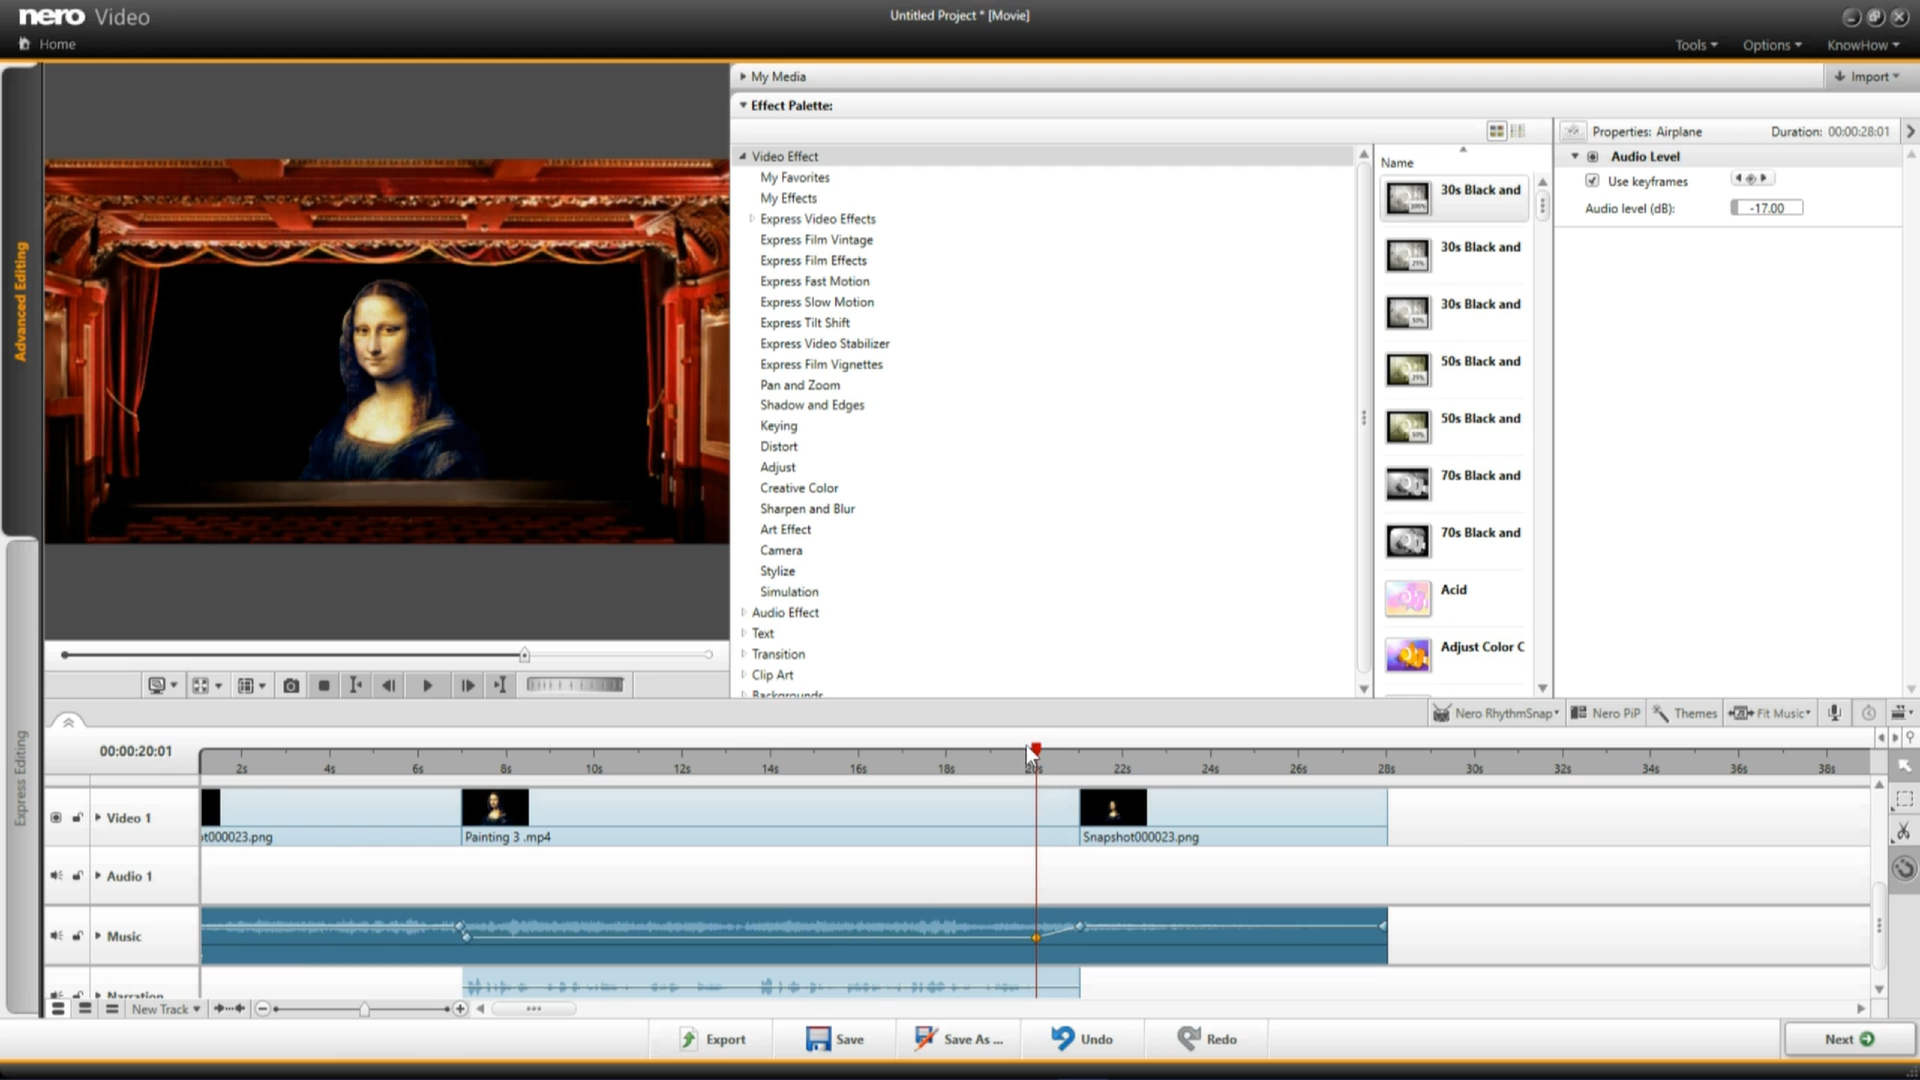 nero Video
Untitled Project * [Movie]
Home
Tools
Options
KnowHow
Advanced Editing
Express Editing
My Media
Import
Effect Palette:
Video Effect
My Favorites
My Effects
Express Video Effects
Express Film Vintage
Express Film Effects
Express Fast Motion
Express Slow Motion
Express Tilt Shift
Express Video Stabilizer
Express Film Vignettes
Pan and Zoom
Shadow and Edges
Keying
Distort
Adjust
Creative Color
Sharpen and Blur
Art Effect
Camera
Stylize
Simulation
Audio Effect
Text
Transition
Clip Art
Backgrounds
Name
30s Black and
30s Black and
30s Black and
50s Black and
50s Black and
70s Black and
70s Black and
Acid
Adjust Color C
Properties: Airplane
Duration: 00:00:28:01
Audio Level
Use keyframes
Audio level (dB):
-17.00
Nero RhythmSnap
Nero PiP
Themes
Fit Music
00:00:20:01
2s 4s 6s 8s 10s 12s 14s 16s 18s 20s 22s 24s 26s 28s 30s 32s 34s 36s 38s
Video 1
ot000023.png
Painting 3 .mp4
Snapshot000023.png
Audio 1
Music
Narration
New Track
Export
Save
Save As ...
Undo
Redo
Next